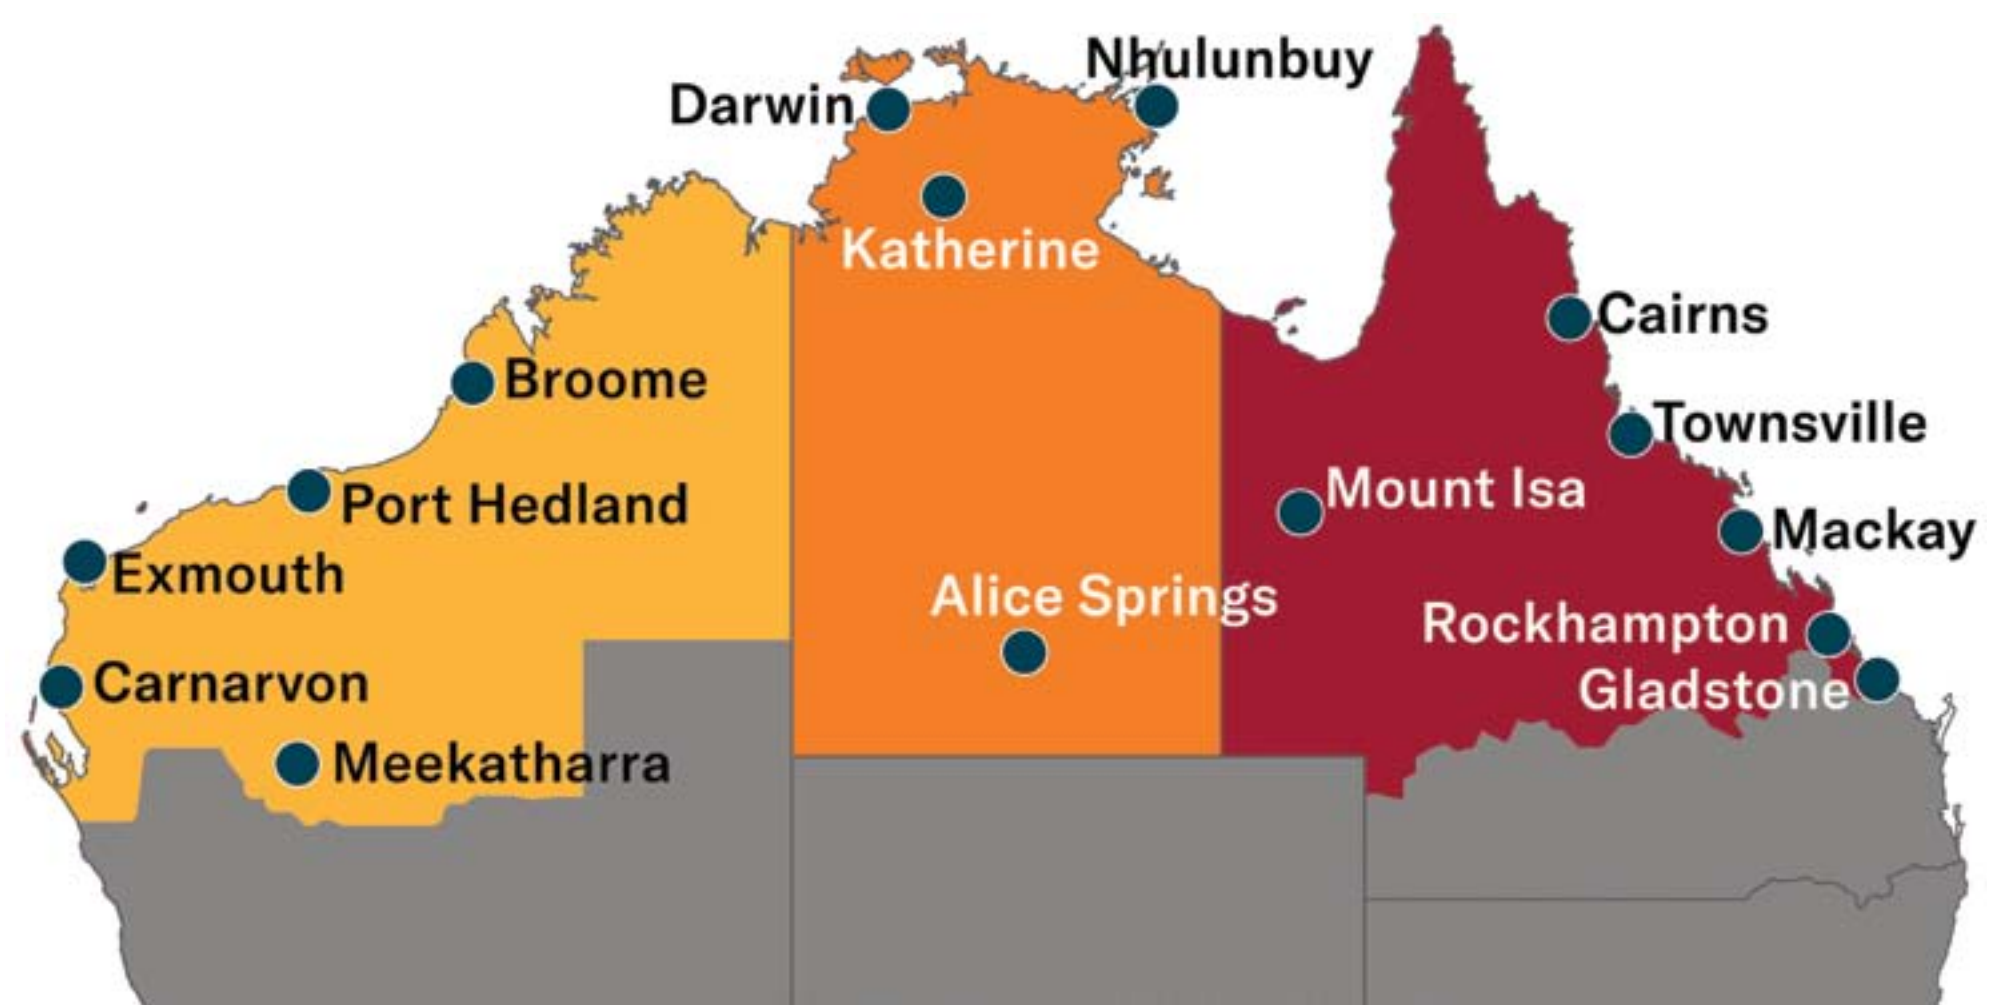 Nhulunbuy
Darwin
Katherine
Cairns
Broome
Townsville
Mount Isa
Port Hedland
Mackay
Exmouth
Alice Springs
Rockhampton
Carnarvon
Gladstone
Meekatharra